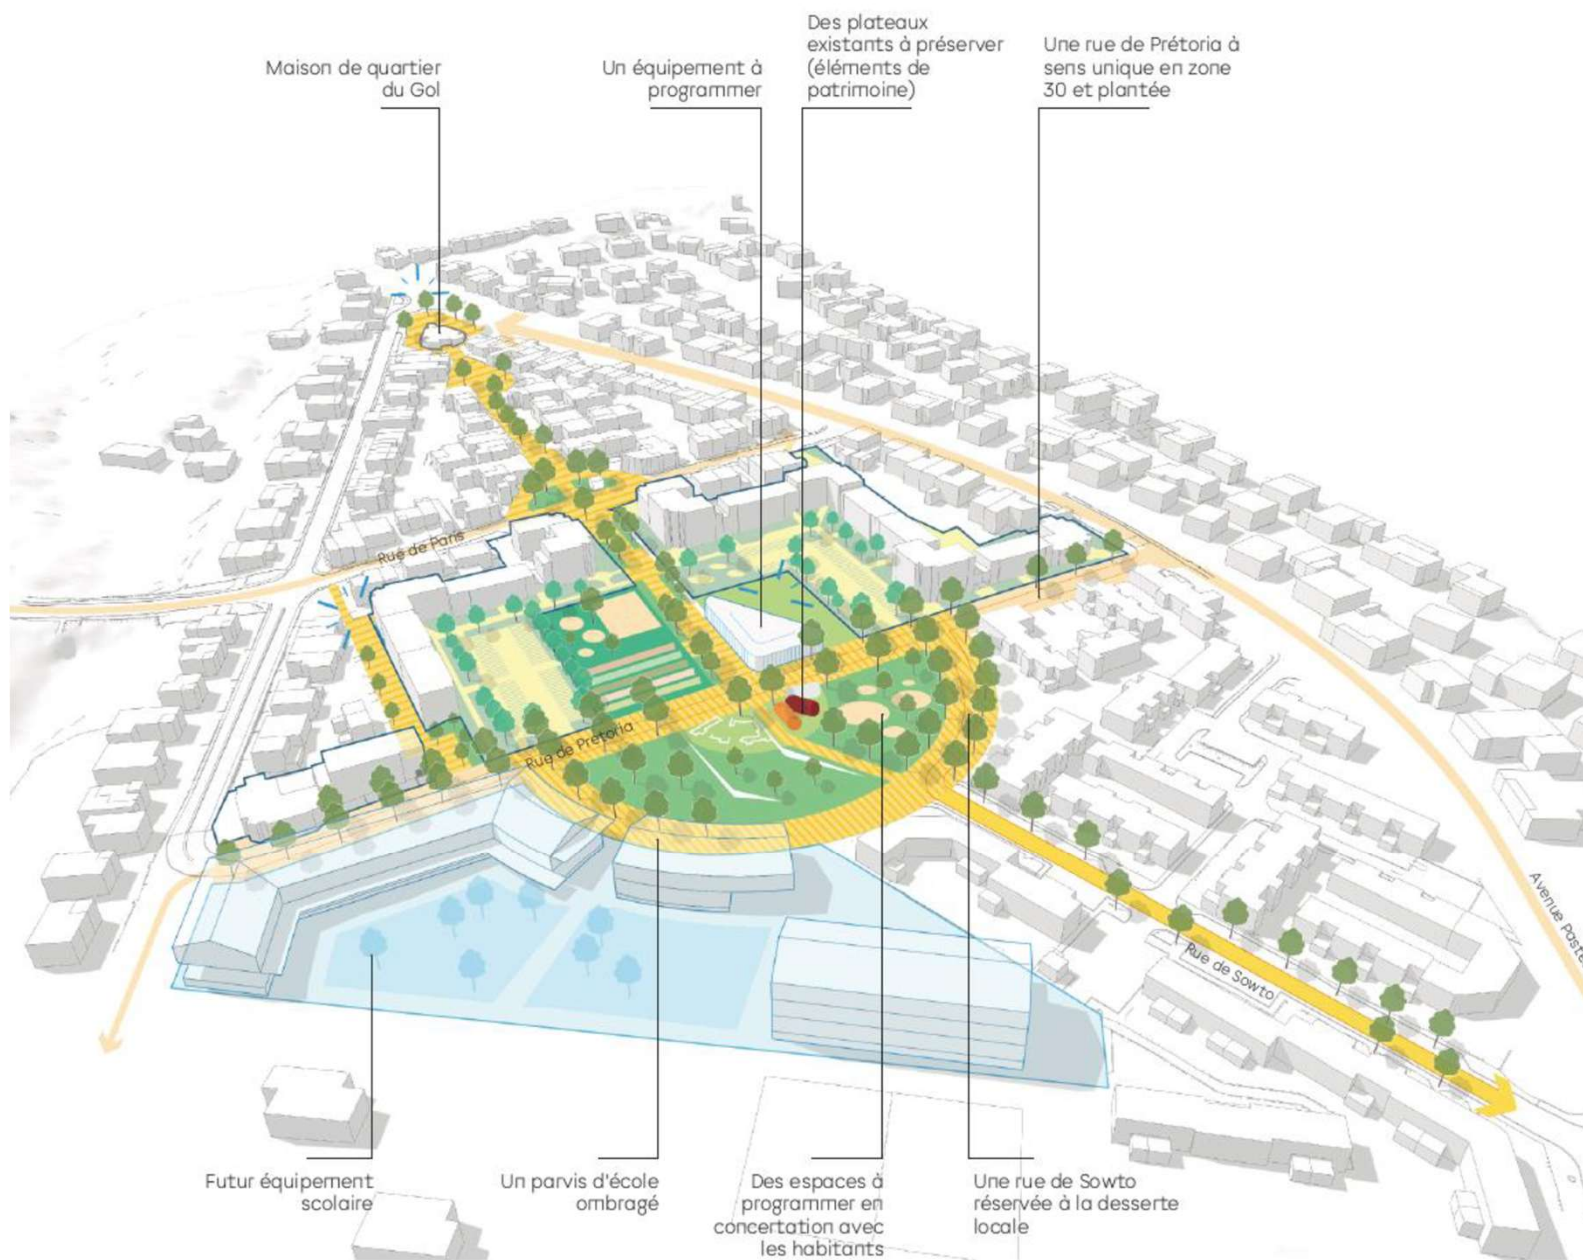 Des plateaux
existants à préserver
(éléments de
patrimoine)
Une rue de Prétoria à
sens unique en zone
30 et plantée
Maison de quartier
du Gol
Un équipement à
programmer
Rue de Paris
Rue de Prétoria
Rue de Sowto
Avenue
Futur équipement
scolaire
Un parvis d'école
ombragé
Des espaces à
programmer en
concertation avec
les habitants
Une rue de Sowto
réservée à la desserte
locale